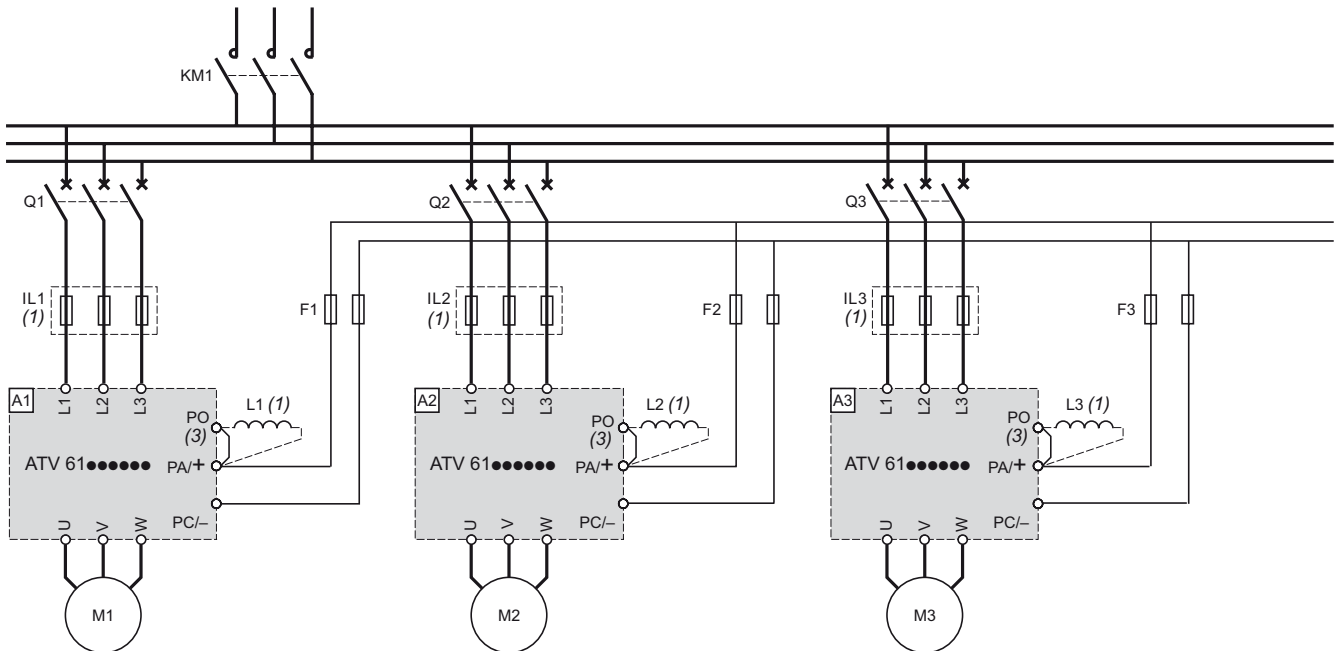 KM1
Q1
Q2
Q3
IL1
(1)
F1
IL2
(1)
F2
IL3
(1)
F3
A1
L1
L2
L3
PO
(3)
L1 (1)
ATV 61●●●●●●
PA/+
PC/–
U
V
W
M1
A2
L1
L2
L3
PO
(3)
L2 (1)
ATV 61●●●●●●
PA/+
PC/–
U
V
W
M2
A3
L1
L2
L3
PO
(3)
L3 (1)
ATV 61●●●●●●
PA/+
PC/–
U
V
W
M3